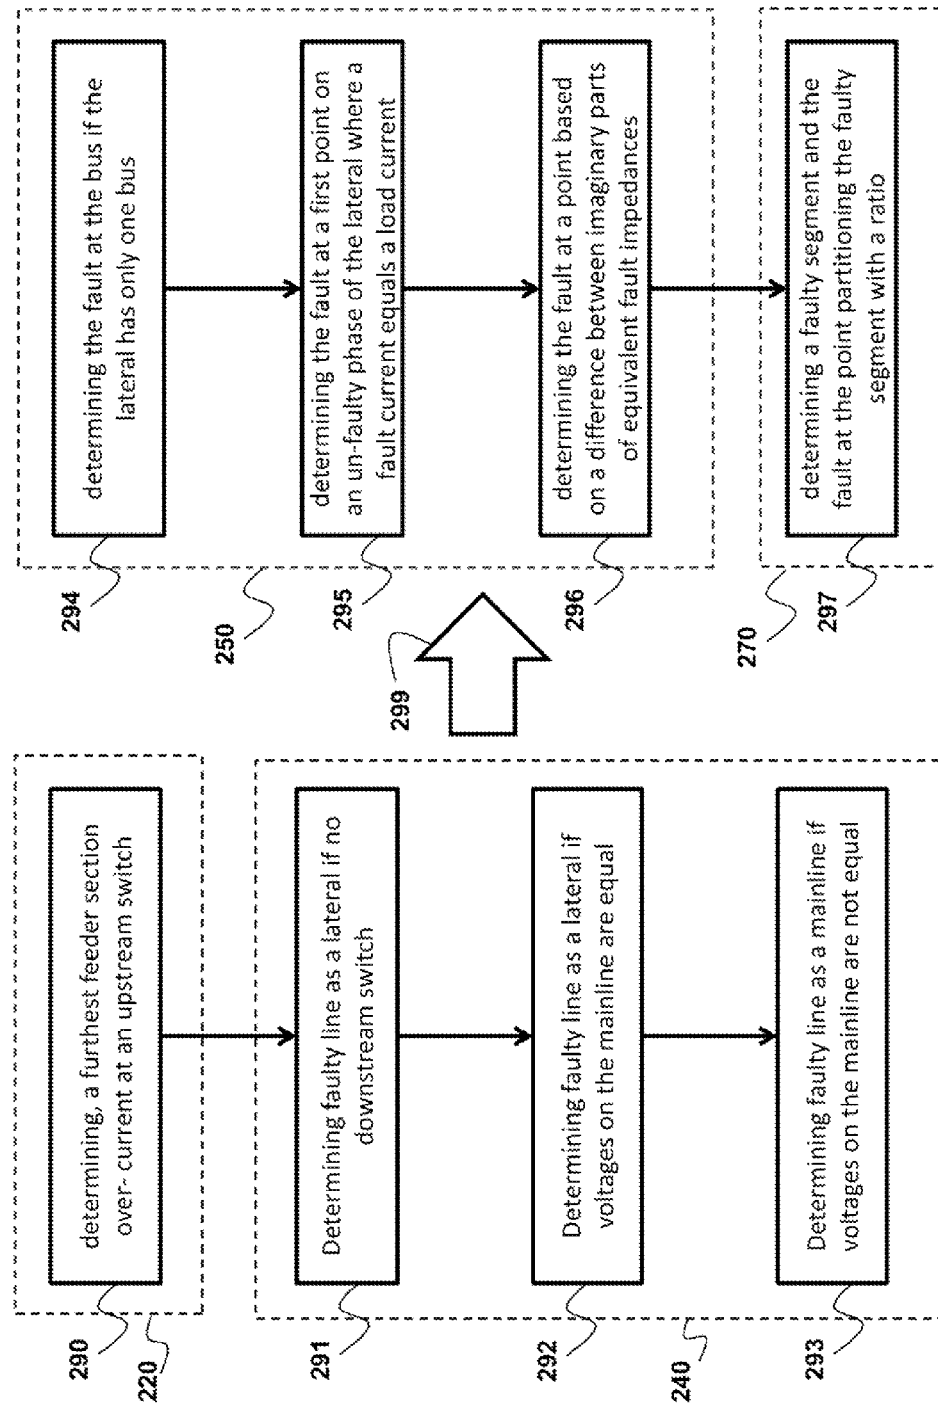 determining, a furthest feeder section
over- current at an upstream switch
290
220
Determining faulty line as a lateral if no
downstream switch
291
Determining faulty line as a lateral if
voltages on the mainline are equal
292
240
Determining faulty line as a mainline if
voltages on the mainline are not equal
293
299
determining the fault at the bus if the
lateral has only one bus
294
250
determining the fault at a first point on
an un-faulty phase of the lateral where a
fault current equals a load current
295
determining the fault at a point based
on a difference between imaginary parts
of equivalent fault impedances
296
270
determining a faulty segment and the
fault at the point partitioning the faulty
segment with a ratio
297